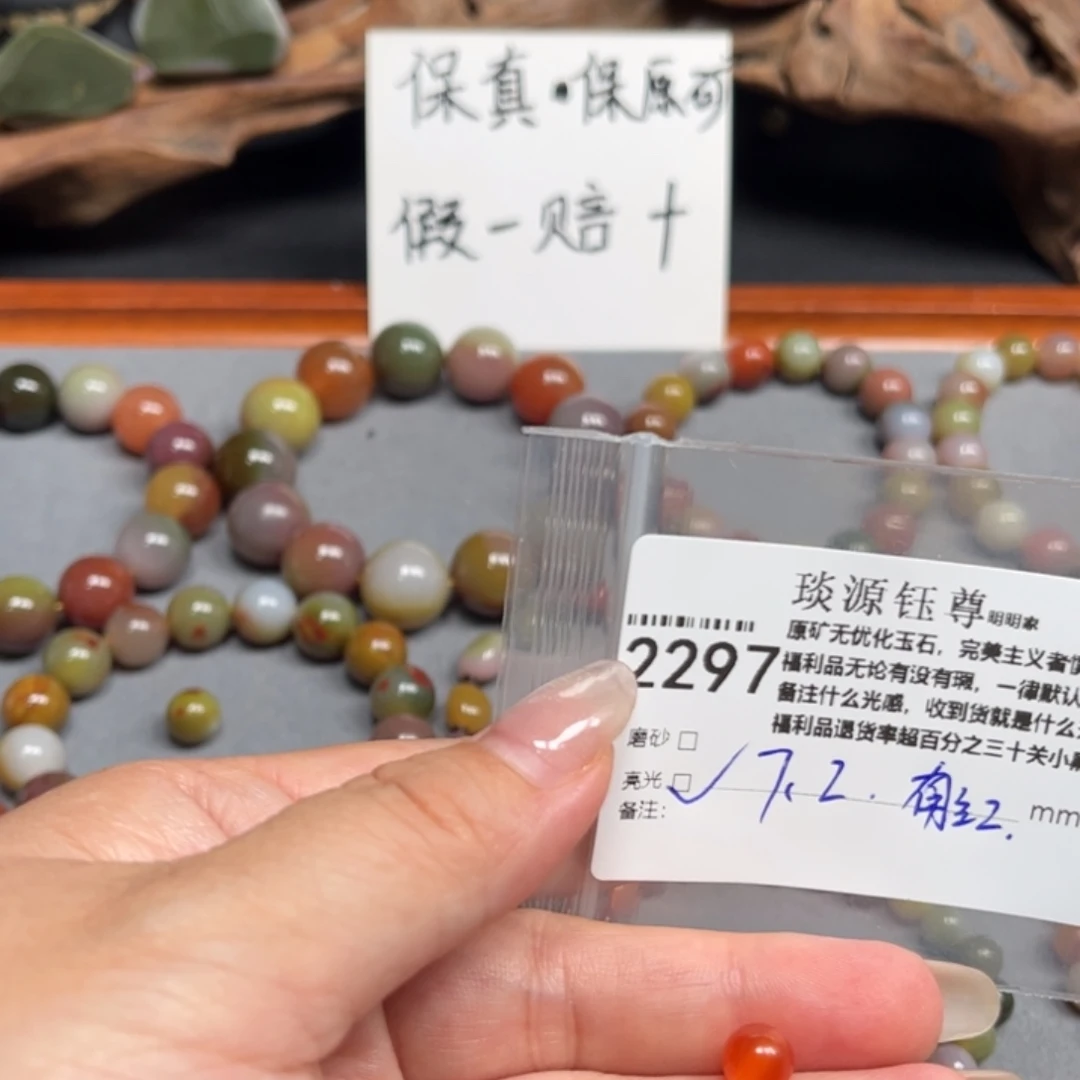 保真·保原矿
假一赔十
琰源钰尊明明家
2297
原矿无优化玉石，完美主义者慎
福利品无论有没有瑕，一律默认
备注什么光感，收到货就是什么
福利品退货率超百分之三十关小黑
磨砂 □
亮光 □ ✓ 7.2.
备注： mm